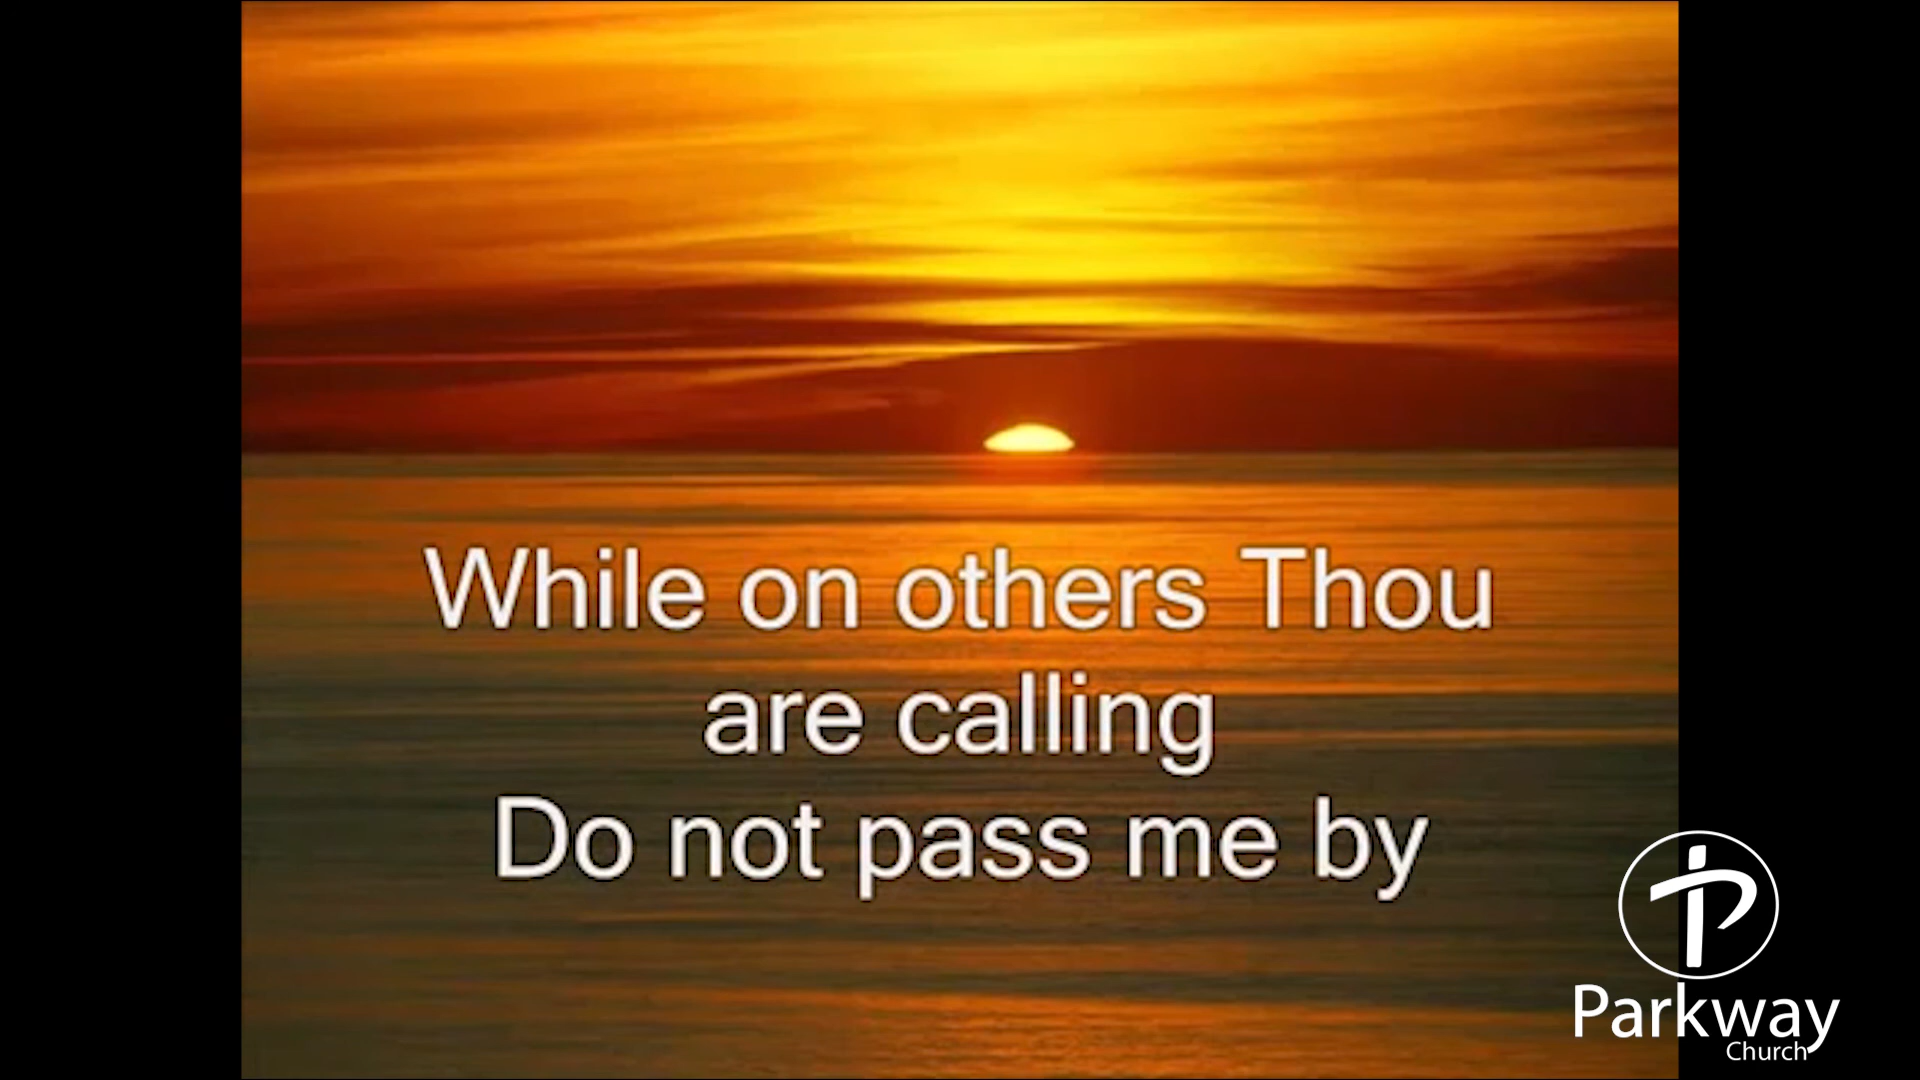 While on others Thou
are calling
Do not pass me by
Parkway
Church